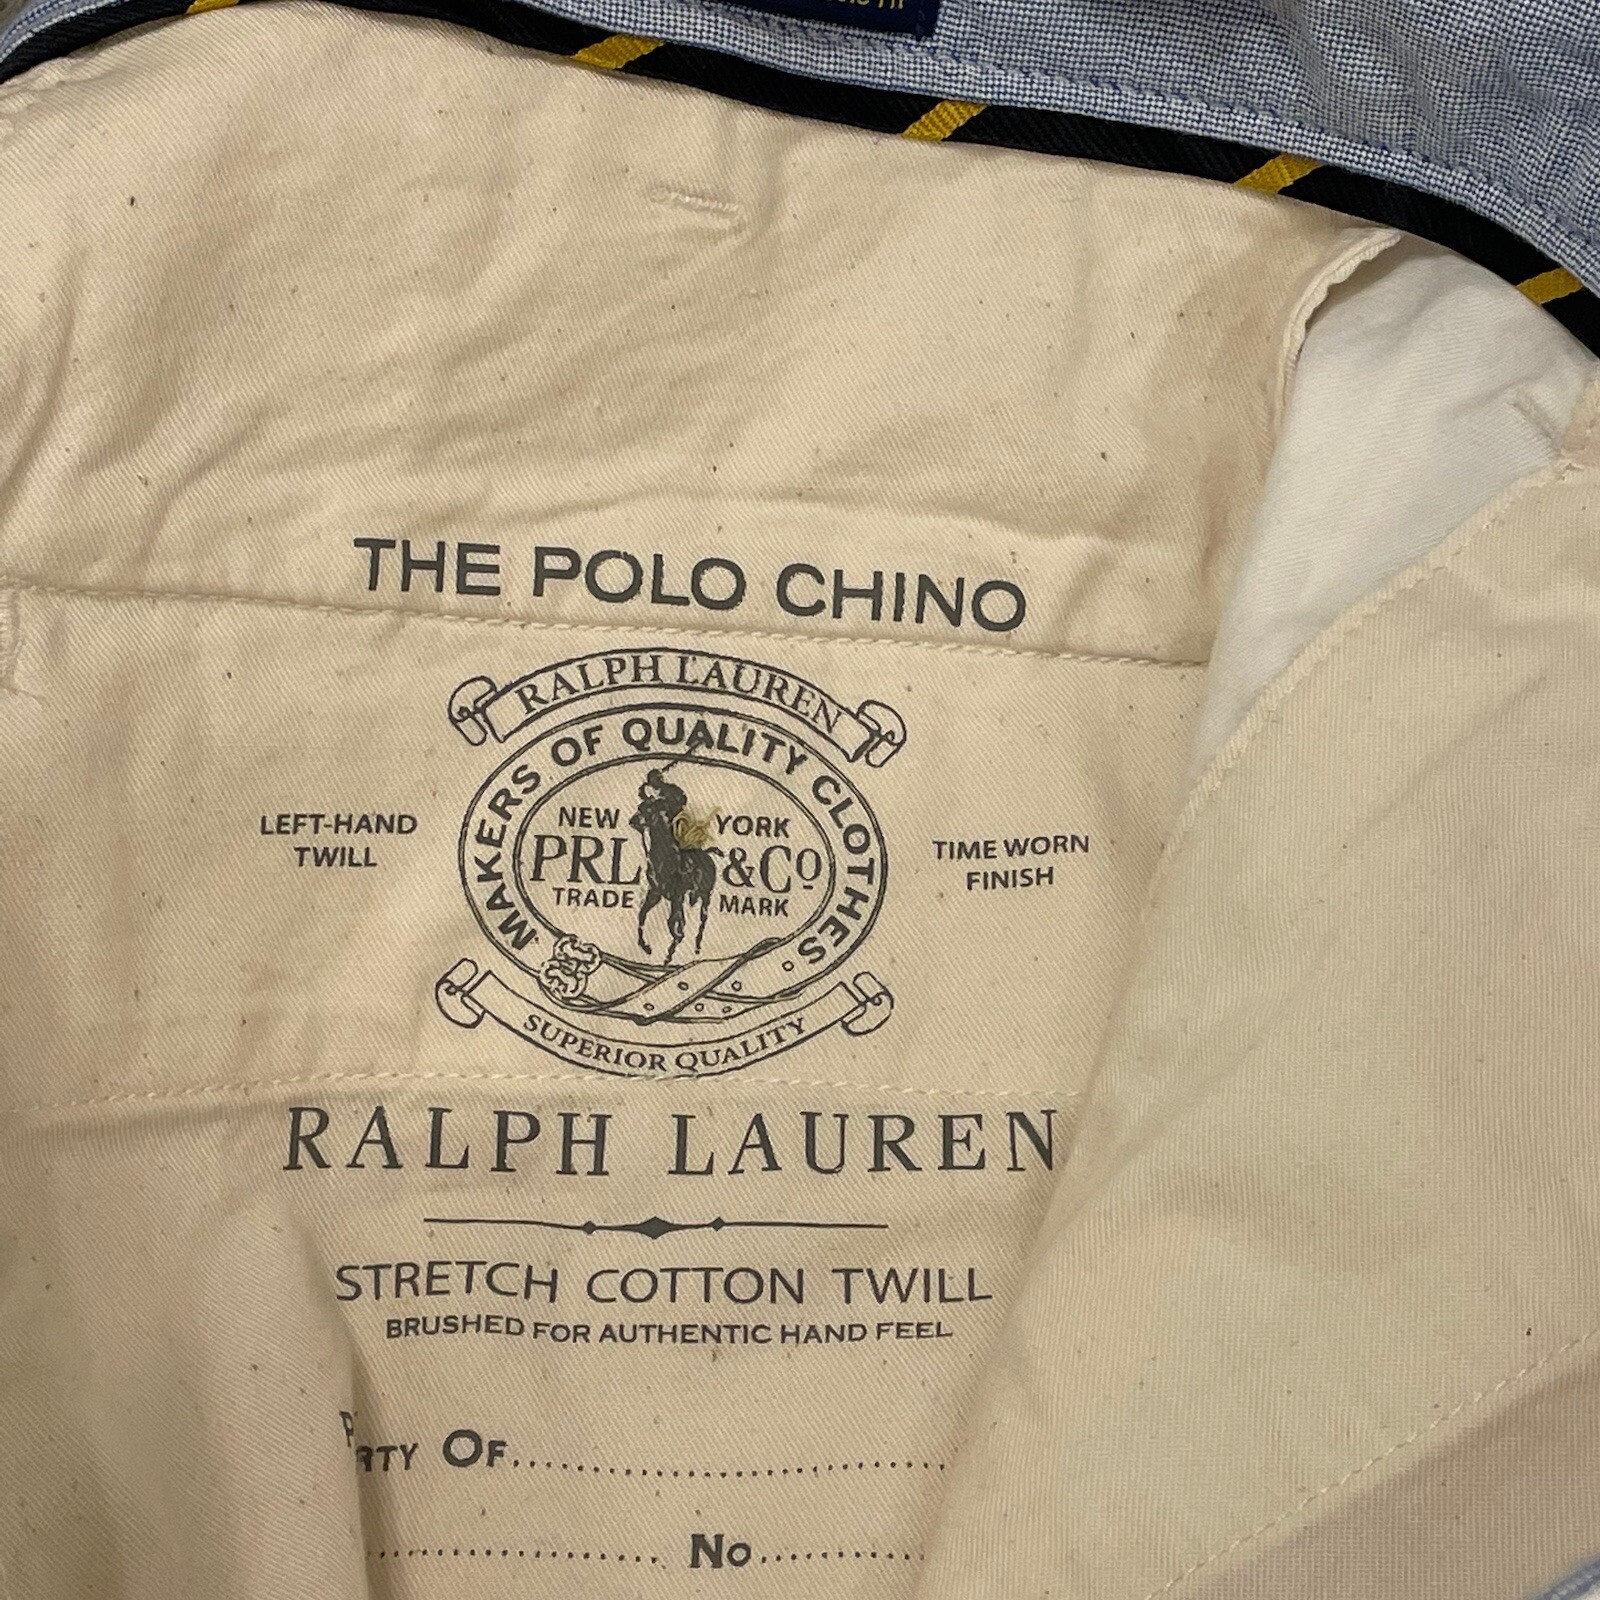 THE POLO CHINO
RALPH LAUREN
MAKERS OF QUALITY CLOTHES
NEW YORK
PRL &Co
TRADE MARK
SUPERIOR QUALITY
LEFT-HAND
TWILL
TIME WORN
FINISH
RALPH LAUREN
STRETCH COTTON TWILL
BRUSHED FOR AUTHENTIC HAND FEEL
OF
No